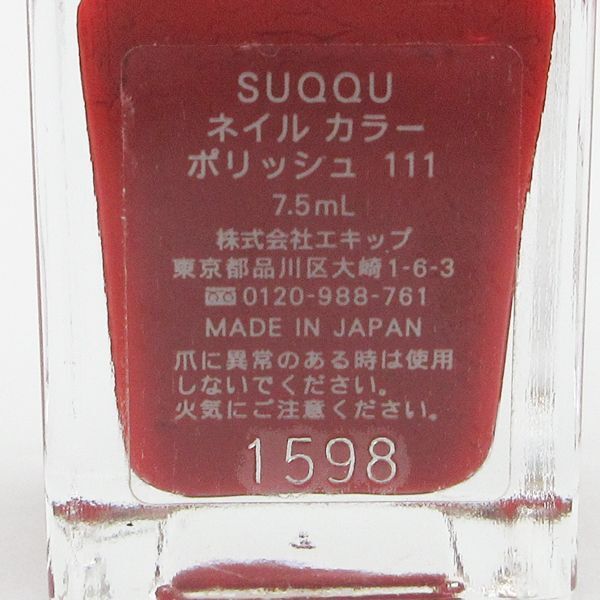 SUQQU
ネイル カラー
ポリッシュ 111
7.5mL
株式会社エキップ
東京都品川区大崎1-6-3
0120-988-761
MADE IN JAPAN
爪に異常のある時は使用
しないでください。
火気にご注意ください。
1598